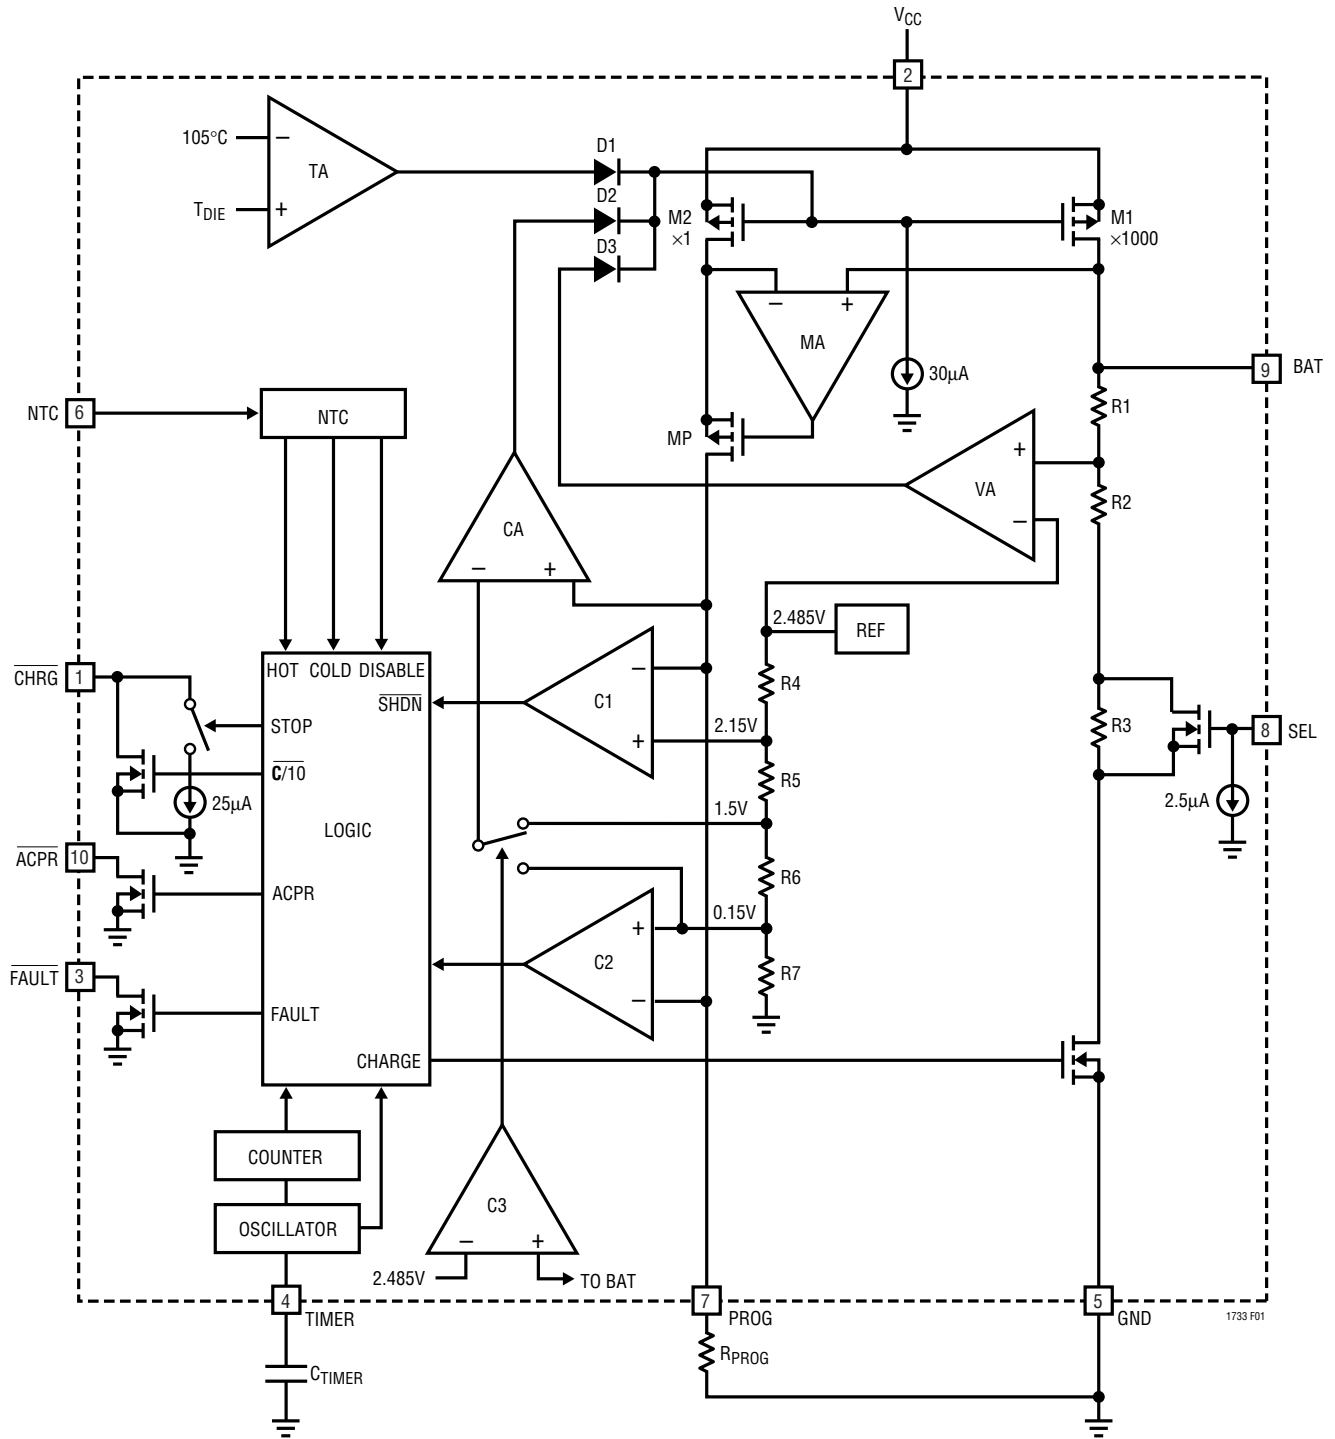 VCC
2
105°C
–
TA
TDIE
+
D1
D2
D3
M2
×1
M1
×1000
–
+
MA
30µA
9
BAT
R1
NTC
6
NTC
MP
+
VA
–
R2
CA
–
+
2.485V
REF
CHRG
1
HOT
COLD
DISABLE
SHDN
–
C1
+
R4
2.15V
STOP
R3
8
SEL
C/10
25µA
LOGIC
R5
1.5V
2.5µA
ACPR
10
ACPR
R6
0.15V
+
C2
–
R7
FAULT
3
FAULT
CHARGE
COUNTER
OSCILLATOR
C3
–
+
2.485V
TO BAT
4
TIMER
7
PROG
5
GND
1733 F01
RPROG
CTIMER